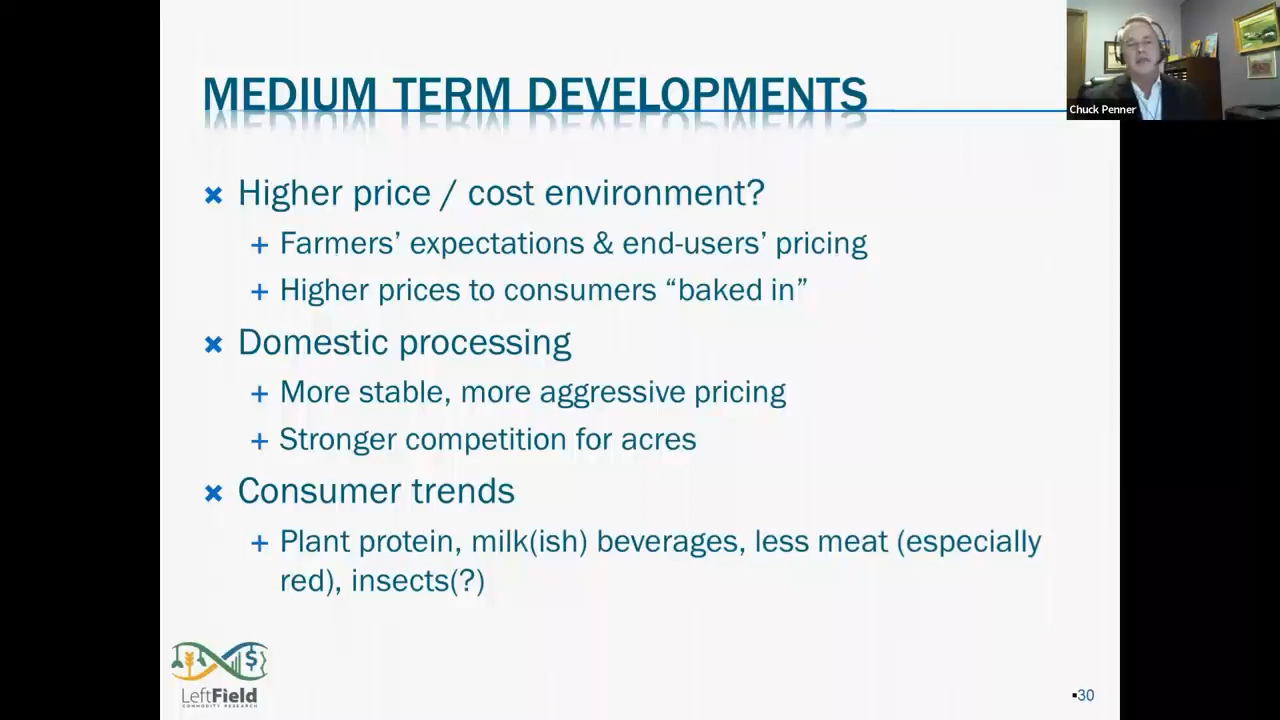 MEDIUM TERM DEVELOPMENTS
Chuck Penner
Higher price / cost environment?
Farmers’ expectations & end-users’ pricing
Higher prices to consumers “baked in”
Domestic processing
More stable, more aggressive pricing
Stronger competition for acres
Consumer trends
Plant protein, milk(ish) beverages, less meat (especially
red), insects(?)
LeftField
COMMODITY RESEARCH
30